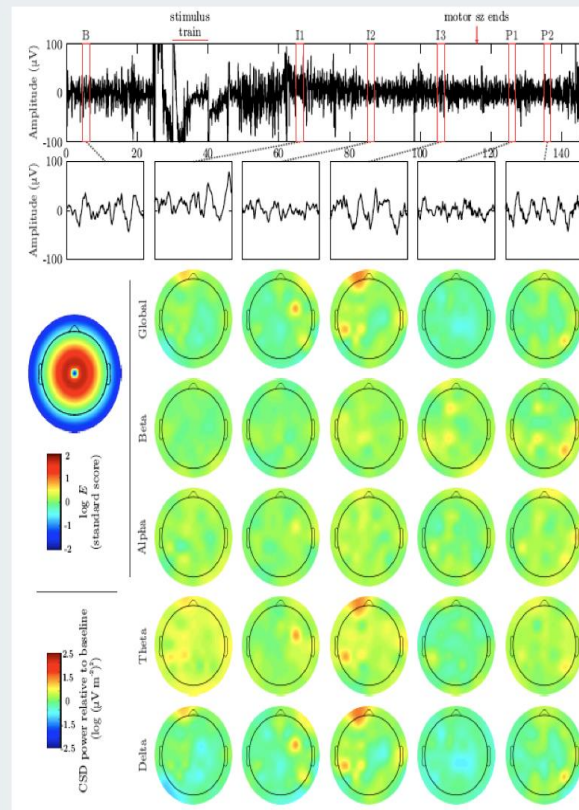 stimulus
train
motor sz ends
B
I1
I2
I3
P1
P2
Amplitude (μV)
100
0
-100
0
20
40
60
80
100
120
140
Amplitude (μV)
100
0
-100
Global
Beta
Alpha
Theta
Delta
2
1
0
-1
-2
log E
(standard score)
2.5
1.5
0
1.5
2.5
CSD power relative to baseline
(log (μV m⁻²)²)